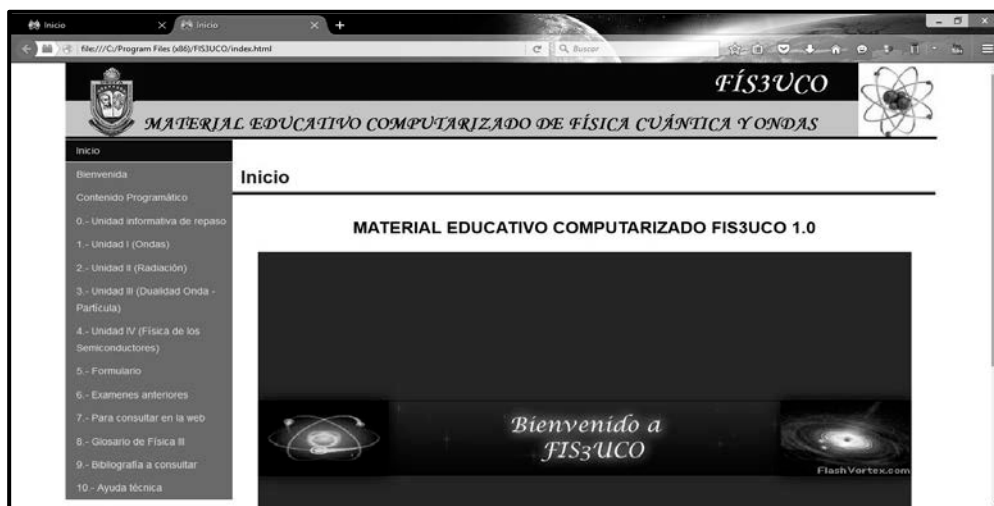 Inicio
Inicio
file:///C:/Program Files (x86)/FIS3UCO/index.html
Buscar
FÍS3UCO
MATERIAL EDUCATIVO COMPUTARIZADO DE FÍSICA CUÁNTICA Y ONDAS
Inicio
Bienvenida
Contenido Programático
0.- Unidad informativa de repaso
1.- Unidad I (Ondas)
2.- Unidad II (Radiación)
3.- Unidad III (Dualidad Onda -
Partícula)
4.- Unidad IV (Física de los
Semiconductores)
5.- Formulario
6.- Examenes anteriores
7.- Para consultar en la web
8.- Glosario de Física III
9.- Bibliografía a consultar
10.- Ayuda técnica
Inicio
MATERIAL EDUCATIVO COMPUTARIZADO FIS3UCO 1.0
Bienvenido a
FIS3UCO
FlashVortex.com